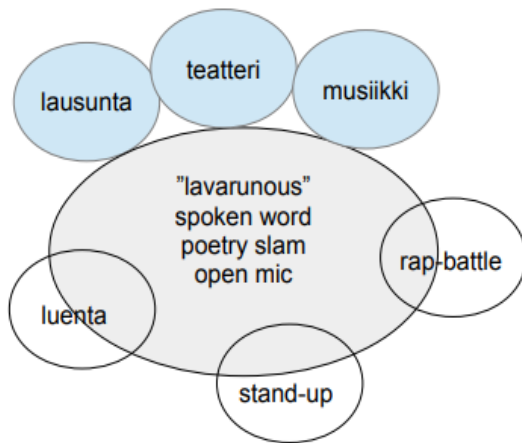 teatteri
lausunta
musiikki
”lavarunous”
spoken word
poetry slam
open mic
rap-battle
luenta
stand-up